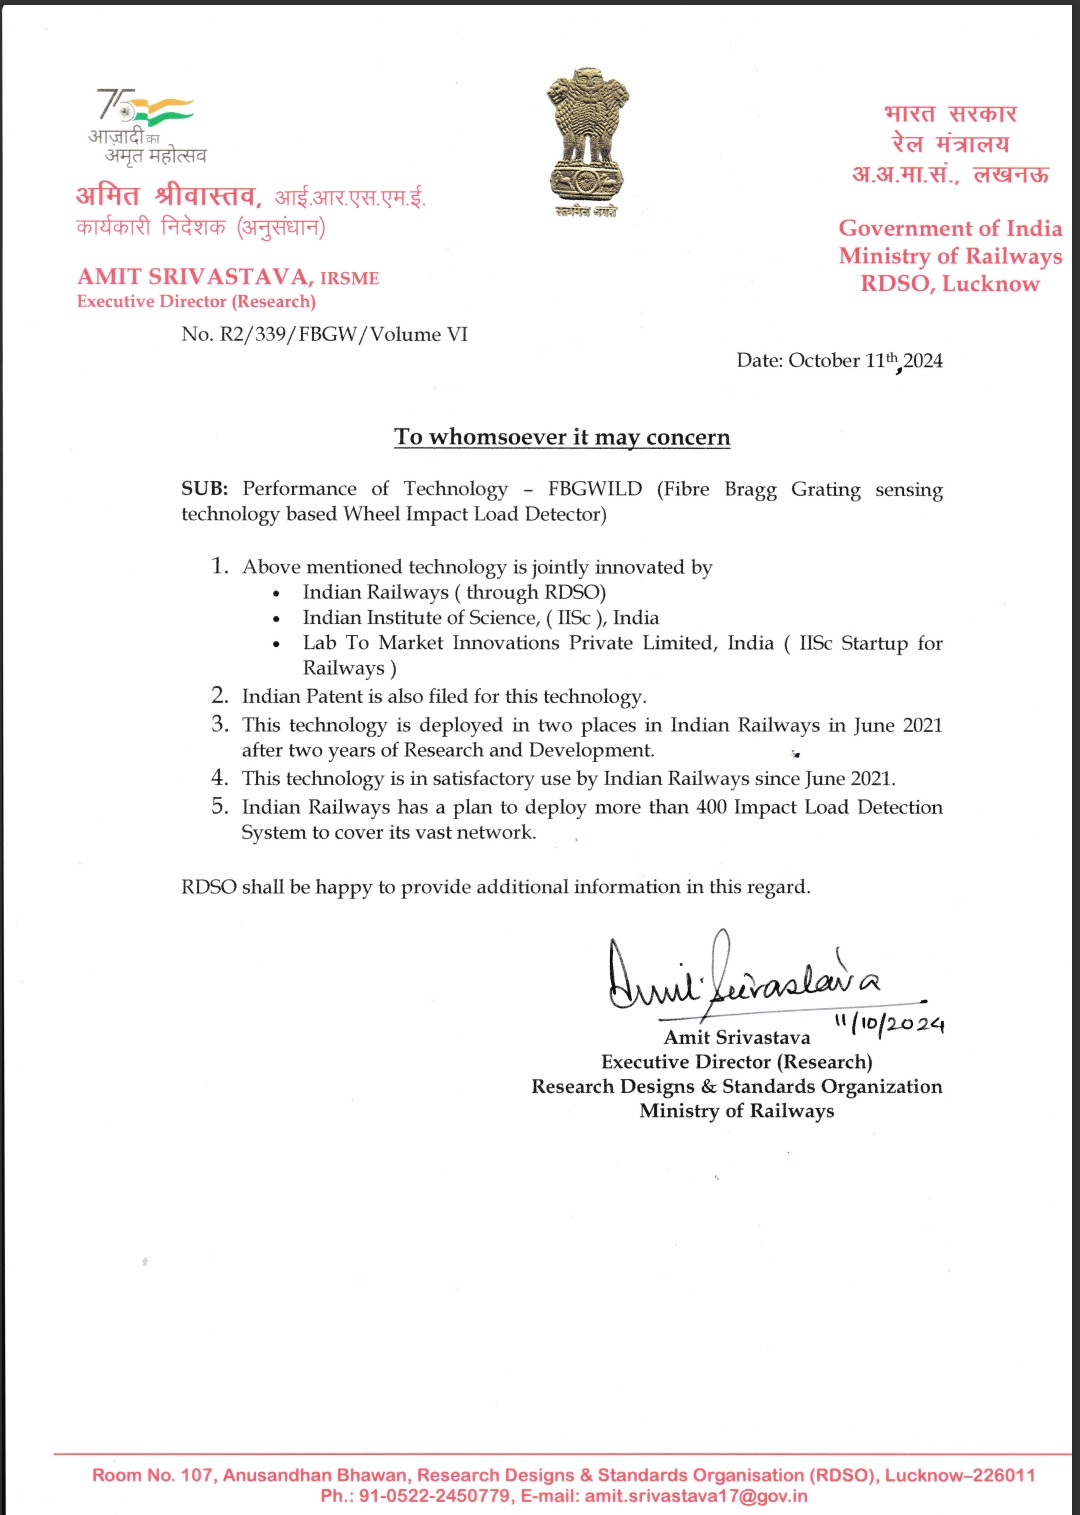 75
आज़ादी का
अमृत महोत्सव
अमित श्रीवास्तव, आई.आर.एस.एम.ई.
कार्यकारी निदेशक (अनुसंधान)
AMIT SRIVASTAVA, IRSME
Executive Director (Research)
सत्यमेव जयते
भारत सरकार
रेल मंत्रालय
अ.अ.मा.सं., लखनऊ
Government of India
Ministry of Railways
RDSO, Lucknow
No. R2/339/FBGW/Volume VI
Date: October 11th, 2024
To whomsoever it may concern
SUB: Performance of Technology – FBGWILD (Fibre Bragg Grating sensing
technology based Wheel Impact Load Detector)
1. Above mentioned technology is jointly innovated by
• Indian Railways ( through RDSO)
• Indian Institute of Science, ( IISc ), India
• Lab To Market Innovations Private Limited, India ( IISc Startup for
Railways )
2. Indian Patent is also filed for this technology.
3. This technology is deployed in two places in Indian Railways in June 2021
after two years of Research and Development.
4. This technology is in satisfactory use by Indian Railways since June 2021.
5. Indian Railways has a plan to deploy more than 400 Impact Load Detection
System to cover its vast network.
RDSO shall be happy to provide additional information in this regard.
Amit Srivastava
11/10/2024
Amit Srivastava
Executive Director (Research)
Research Designs & Standards Organization
Ministry of Railways
Room No. 107, Anusandhan Bhawan, Research Designs & Standards Organisation (RDSO), Lucknow–226011
Ph.: 91-0522-2450779, E-mail: amit.srivastava17@gov.in